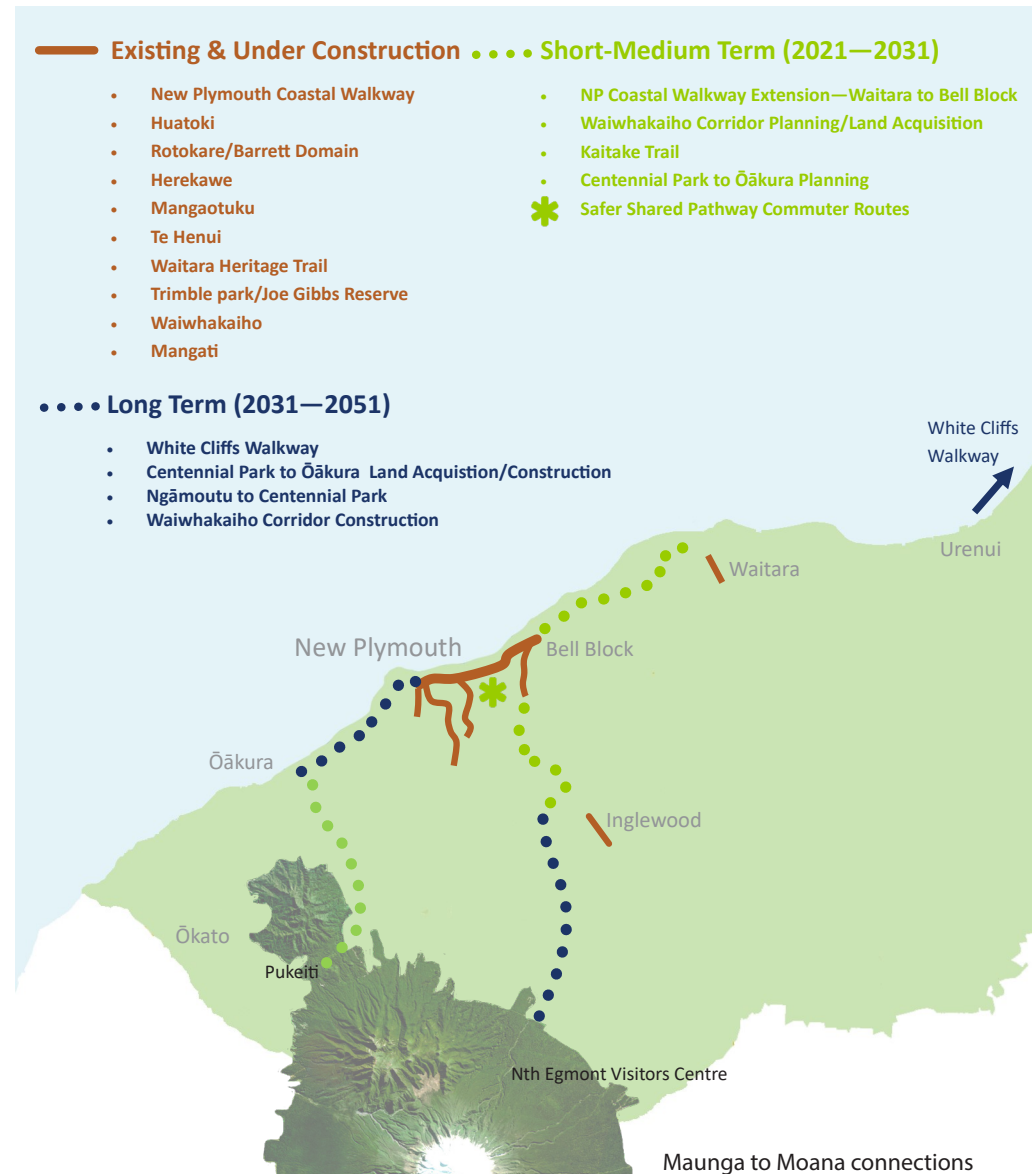 Existing & Under Construction
• New Plymouth Coastal Walkway
• Huatoki
• Rotokare/Barrett Domain
• Herekawe
• Mangaotuku
• Te Henui
• Waitara Heritage Trail
• Trimble park/Joe Gibbs Reserve
• Waiwhakaiho
• Mangati
Short-Medium Term (2021—2031)
• NP Coastal Walkway Extension—Waitara to Bell Block
• Waiwhakaiho Corridor Planning/Land Acquisition
• Kaitake Trail
• Centennial Park to Ōākura Planning
Safer Shared Pathway Commuter Routes
Long Term (2031—2051)
• White Cliffs Walkway
• Centennial Park to Ōākura Land Acquistion/Construction
• Ngāmoutu to Centennial Park
• Waiwhakaiho Corridor Construction
White Cliffs
Walkway
Urenui
Waitara
New Plymouth
Bell Block
Ōākura
Inglewood
Ōkato
Pukeiti
Nth Egmont Visitors Centre
Maunga to Moana connections